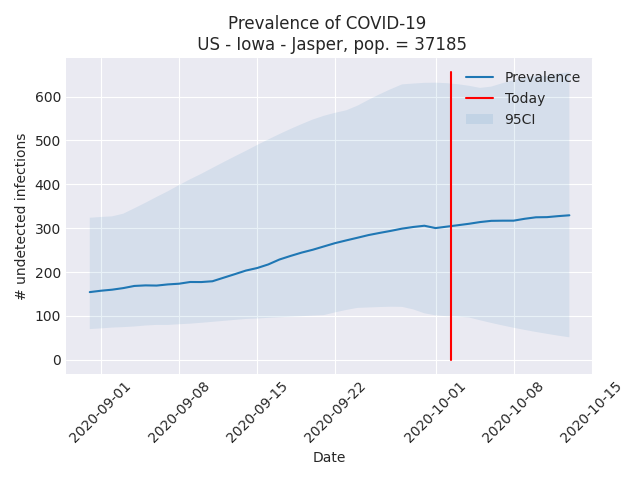 Prevalence of COVID-19
US - Iowa - Jasper, pop. = 37185
Prevalence
Today
95CI
# undetected infections
600
500
400
300
200
100
0
2020-09-01
2020-09-08
2020-09-15
2020-09-22
2020-10-01
2020-10-08
2020-10-15
Date